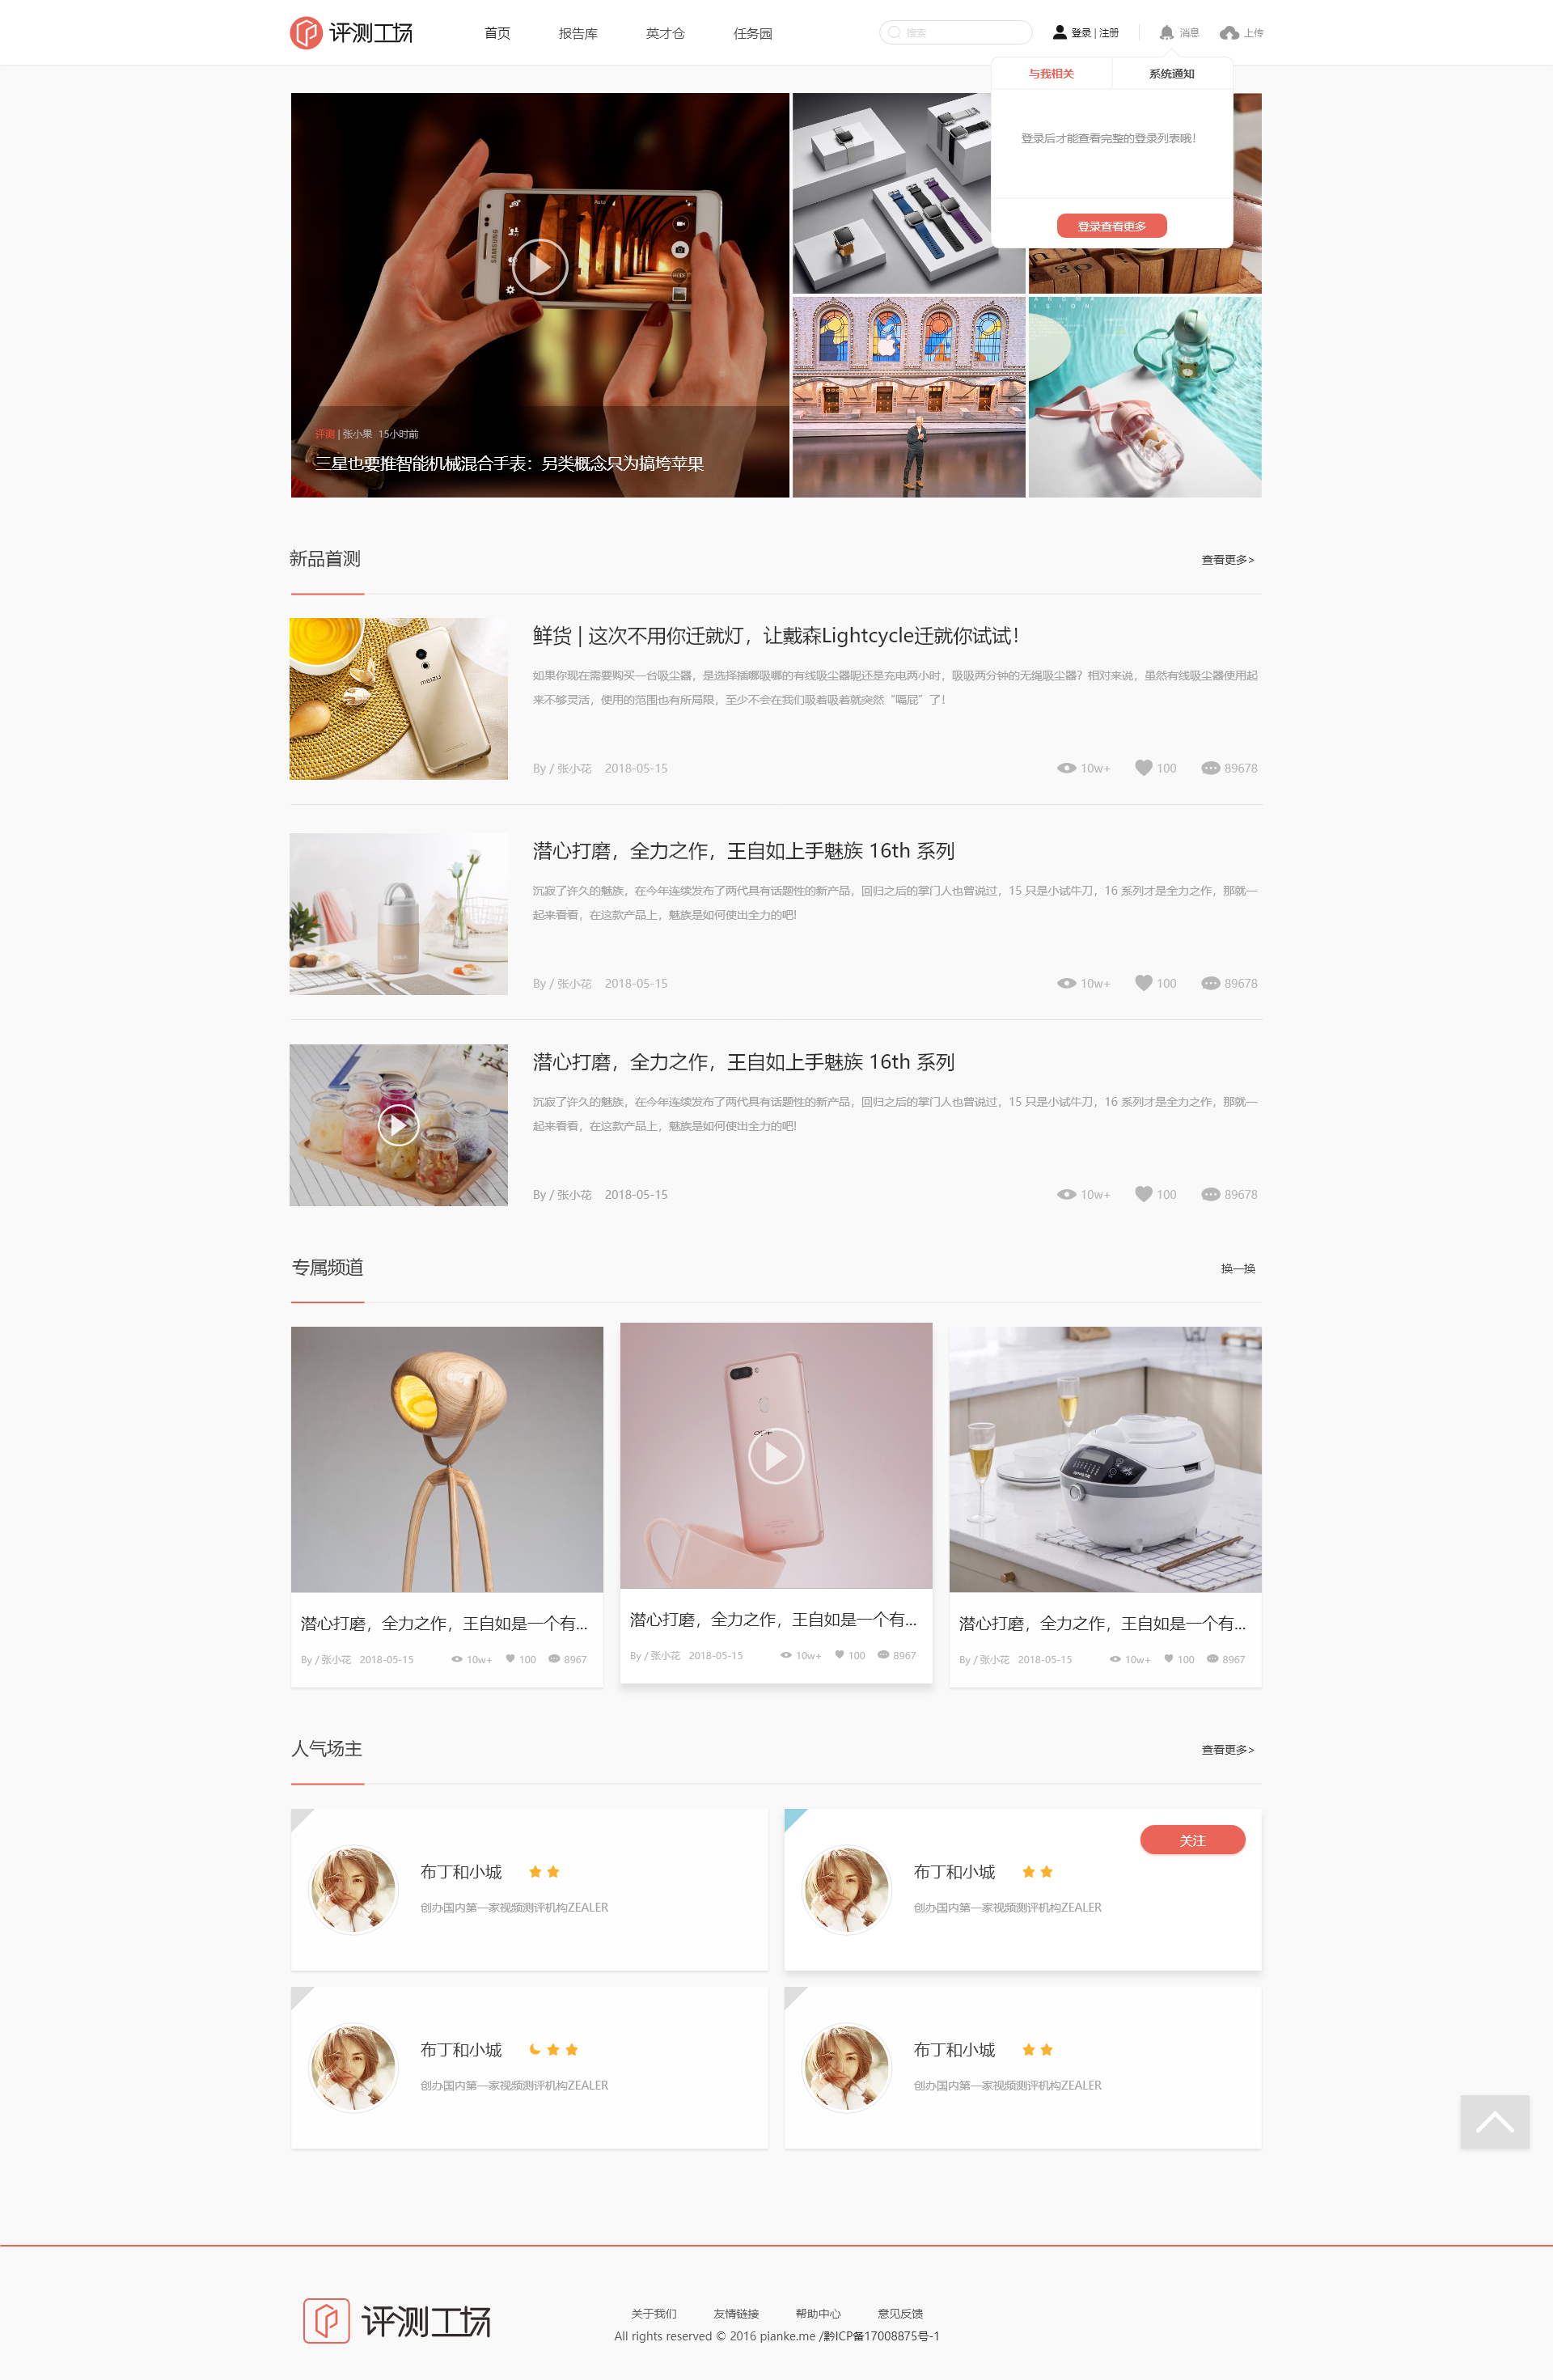 评测工场
首页 报告库 英才仓 任务园
搜索
登录 | 注册
消息
上传
与我相关 系统通知
登录后才能查看完整的登录列表哦!
登录查看更多
SAMSUNG
Auto
评测 | 张小果 15小时前
三星也要推智能机械混合手表：另类概念只为搞垮苹果
新品首测
查看更多>
MEIZU
鲜货 | 这次不用你迁就灯，让戴森Lightcycle迁就你试试！
如果你现在需要购买一台吸尘器，是选择插哪吸哪的有线吸尘器呢还是充电两小时，吸吸两分钟的无绳吸尘器？相对来说，虽然有线吸尘器使用起
来不够灵活，使用的范围也有所局限，至少不会在我们吸着吸着就突然“嗝屁”了！
By / 张小花 2018-05-15
10w+ 100 89678
潜心打磨，全力之作，王自如上手魅族 16th 系列
沉寂了许久的魅族，在今年连续发布了两代具有话题性的新产品，回归之后的掌门人也曾说过，15 只是小试牛刀，16 系列才是全力之作，那就一
起来看看，在这款产品上，魅族是如何使出全力的吧!
By / 张小花 2018-05-15
10w+ 100 89678
潜心打磨，全力之作，王自如上手魅族 16th 系列
沉寂了许久的魅族，在今年连续发布了两代具有话题性的新产品，回归之后的掌门人也曾说过，15 只是小试牛刀，16 系列才是全力之作，那就一
起来看看，在这款产品上，魅族是如何使出全力的吧!
By / 张小花 2018-05-15
10w+ 100 89678
专属频道
换一换
潜心打磨，全力之作，王自如是一个有...
By / 张小花 2018-05-15 10w+ 100 8967
潜心打磨，全力之作，王自如是一个有...
By / 张小花 2018-05-15 10w+ 100 8967
潜心打磨，全力之作，王自如是一个有...
By / 张小花 2018-05-15 10w+ 100 8967
人气场主
查看更多>
布丁和小城
创办国内第一家视频测评机构ZEALER
关注
布丁和小城
创办国内第一家视频测评机构ZEALER
布丁和小城
创办国内第一家视频测评机构ZEALER
布丁和小城
创办国内第一家视频测评机构ZEALER
评测工场
关于我们 友情链接 帮助中心 意见反馈
All rights reserved © 2016 pianke.me /黔ICP备17008875号-1